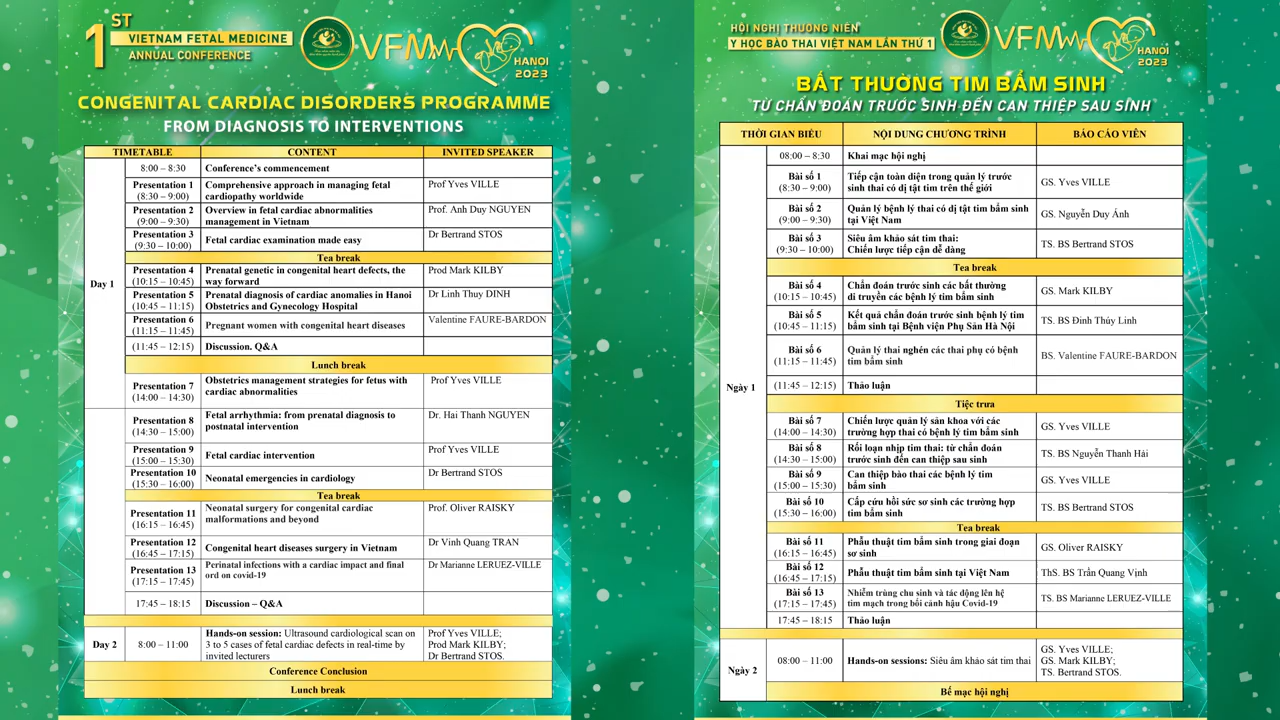 1ST
VIETNAM FETAL MEDICINE
ANNUAL CONFERENCE
VFM
HANOI
2023
CONGENITAL CARDIAC DISORDERS PROGRAMME
FROM DIAGNOSIS TO INTERVENTIONS
TIMETABLE CONTENT INVITED SPEAKER
Day 1
8:00 – 8:30 Conference's commencement
Presentation 1 Comprehensive approach in managing fetal Prof Yves VILLE
(8:30 – 9:00) cardiopathy worldwide
Presentation 2 Overview in fetal cardiac abnormalities Prof. Anh Duy NGUYEN
(9:00 – 9:30) management in Vietnam
Presentation 3 Fetal cardiac examination made easy Dr Bertrand STOS
(9:30 – 10:00)
Tea break
Presentation 4 Prenatal genetic in congenital heart defects, the Prod Mark KILBY
(10:15 – 10:45) way forward
Presentation 5 Prenatal diagnosis of cardiac anomalies in Hanoi Dr Linh Thuy DINH
(10:45 – 11:15) Obstetrics and Gynecology Hospital
Presentation 6 Pregnant women with congenital heart diseases Valentine FAURE-BARDON
(11:15 – 11:45)
(11:45 – 12:15) Discussion. Q&A
Lunch break
Presentation 7 Obstetrics management strategies for fetus with Prof Yves VILLE
(14:00 – 14:30) cardiac abnormalities
Presentation 8 Fetal arrhythmia: from prenatal diagnosis to Dr. Hai Thanh NGUYEN
(14:30 – 15:00) postnatal intervention
Presentation 9 Fetal cardiac intervention Prof Yves VILLE
(15:00 – 15:30)
Presentation 10 Neonatal emergencies in cardiology Dr Bertrand STOS
(15:30 – 16:00)
Tea break
Presentation 11 Neonatal surgery for congenital cardiac Prof. Oliver RAISKY
(16:15 – 16:45) malformations and beyond
Presentation 12 Congenital heart diseases surgery in Vietnam Dr Vinh Quang TRAN
(16:45 – 17:15)
Presentation 13 Perinatal infections with a cardiac impact and final Dr Marianne LERUEZ-VILLE
(17:15 – 17:45) ord on covid-19
17:45 – 18:15 Discussion – Q&A
Day 2
8:00 – 11:00 Hands-on session: Ultrasound cardiological scan on Prof Yves VILLE;
3 to 5 cases of fetal cardiac defects in real-time by Prod Mark KILBY;
invited lecturers Dr Bertrand STOS.
Conference Conclusion
Lunch break
HỘI NGHỊ THƯỜNG NIÊN
Y HỌC BÀO THAI VIỆT NAM LẦN THỨ 1
VFM
HANOI
2023
BẤT THƯỜNG TIM BẨM SINH
TỪ CHẨN ĐOÁN TRƯỚC SINH ĐẾN CAN THIỆP SAU SINH
THỜI GIAN BIỂU NỘI DUNG CHƯƠNG TRÌNH BÁO CÁO VIÊN
Ngày 1
08:00 – 8:30 Khai mạc hội nghị
Bài số 1 Tiếp cận toàn diện trong quản lý trước GS. Yves VILLE
(8:30 – 9:00) sinh thai có dị tật tim trên thế giới
Bài số 2 Quản lý bệnh lý thai có dị tật tim bẩm sinh GS. Nguyễn Duy Ánh
(9:00 – 9:30) tại Việt Nam
Bài số 3 Siêu âm khảo sát tim thai: TS. BS Bertrand STOS
(9:30 – 10:00) Chiến lược tiếp cận dễ dàng
Tea break
Bài số 4 Chẩn đoán trước sinh các bất thường GS. Mark KILBY
(10:15 – 10:45) di truyền các bệnh lý tim bẩm sinh
Bài số 5 Kết quả chẩn đoán trước sinh bệnh lý tim TS. BS Đinh Thúy Linh
(10:45 – 11:15) bẩm sinh tại Bệnh viện Phụ Sản Hà Nội
Bài số 6 Quản lý thai nghén các thai phụ có bệnh BS. Valentine FAURE-BARDON
(11:15 – 11:45) tim bẩm sinh
(11:45 – 12:15) Thảo luận
Tiệc trưa
Bài số 7 Chiến lược quản lý sản khoa với các GS. Yves VILLE
(14:00 – 14:30) trường hợp thai có bệnh lý tim bẩm sinh
Bài số 8 Rối loạn nhịp tim thai: từ chẩn đoán TS. BS Nguyễn Thanh Hải
(14:30 – 15:00) trước sinh đến can thiệp sau sinh
Bài số 9 Can thiệp bào thai các bệnh lý tim GS. Yves VILLE
(15:00 – 15:30) bẩm sinh
Bài số 10 Cấp cứu hồi sức sơ sinh các trường hợp TS. BS Bertrand STOS
(15:30 – 16:00) tim bẩm sinh
Tea break
Bài số 11 Phẫu thuật tim bẩm sinh trong giai đoạn GS. Oliver RAISKY
(16:15 – 16:45) sơ sinh
Bài số 12 Phẫu thuật tim bẩm sinh tại Việt Nam ThS. BS Trần Quang Vịnh
(16:45 – 17:15)
Bài số 13 Nhiễm trùng chu sinh và tác động lên hệ TS. BS Marianne LERUEZ-VILLE
(17:15 – 17:45) tim mạch trong bối cảnh hậu Covid-19
17:45 – 18:15 Thảo luận
Ngày 2
08:00 – 11:00 Hands-on sessions: Siêu âm khảo sát tim thai GS. Yves VILLE;
GS. Mark KILBY;
TS. Bertrand STOS.
Bế mạc hội nghị